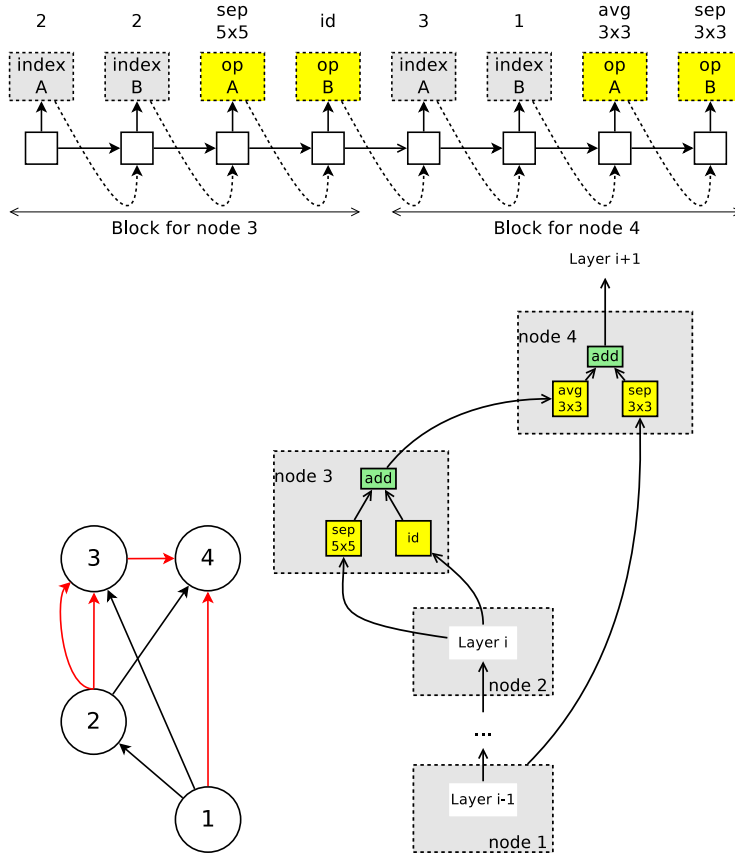 2 2 sep 5x5 id 3 1 avg 3x3 sep 3x3
index A index B op A op B index A index B op A op B
Block for node 3 Block for node 4
Layer i+1
node 4
add
avg 3x3
sep 3x3
node 3
add
sep 5x5
id
3 4
2
1
Layer i
node 2
...
Layer i-1
node 1